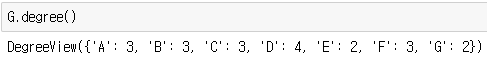 G.degree()
DegreeView({'A': 3, 'B': 3, 'C': 3, 'D': 4, 'E': 2, 'F': 3, 'G': 2})